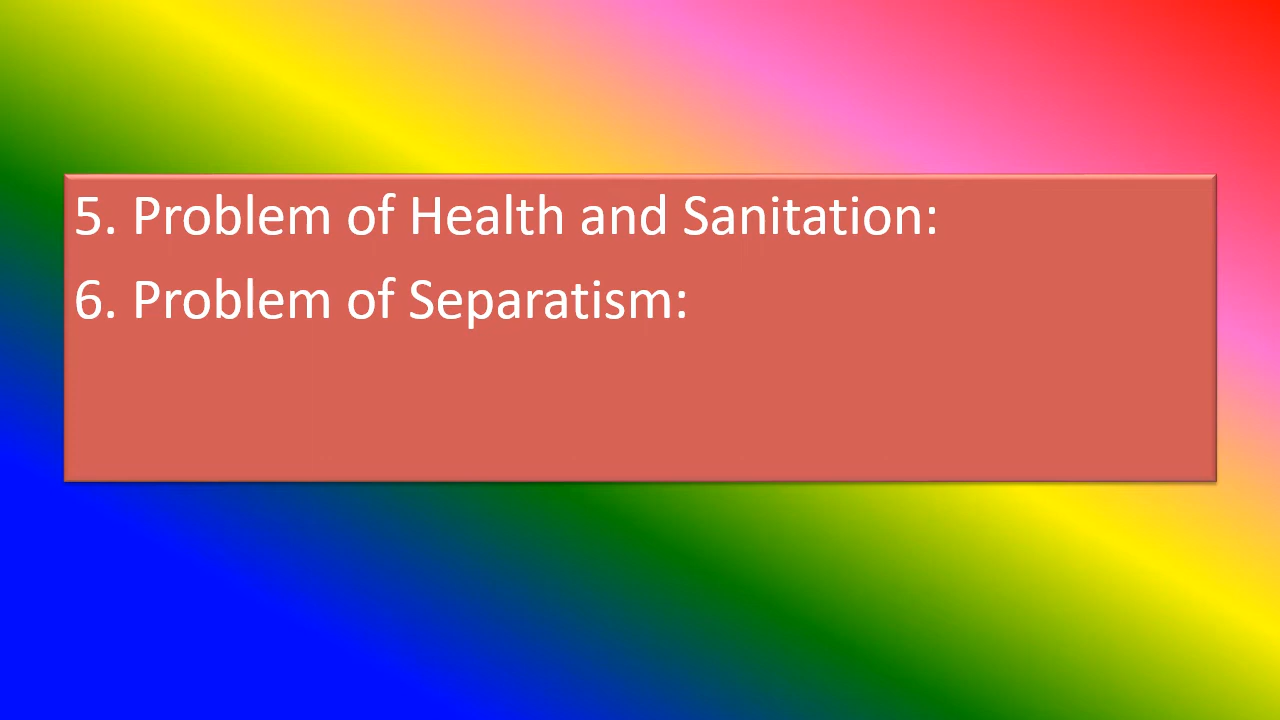 5. Problem of Health and Sanitation:
6. Problem of Separatism: